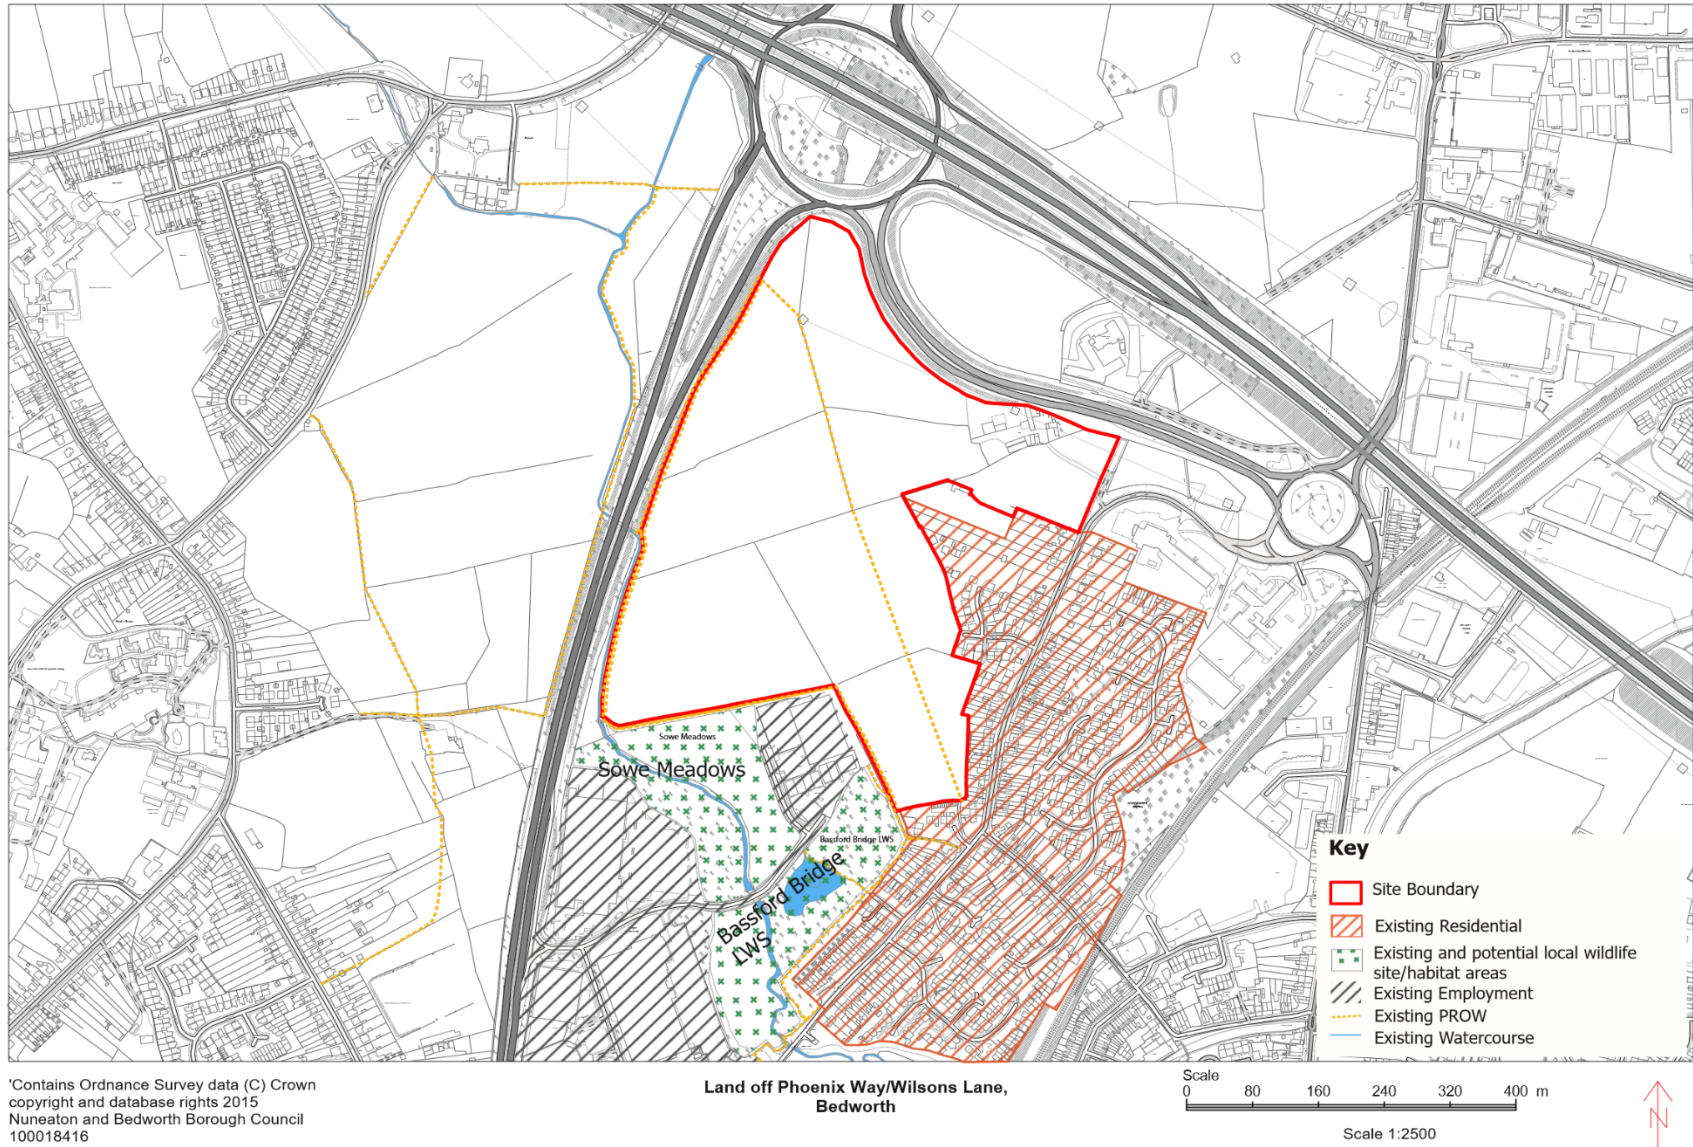 Sowe Meadows
Sowe Meadows
Bassford Bridge LWS
Bassford Bridge
LWS
Key
Site Boundary
Existing Residential
Existing and potential local wildlife
site/habitat areas
Existing Employment
Existing PROW
Existing Watercourse
'Contains Ordnance Survey data (C) Crown
copyright and database rights 2015
Nuneaton and Bedworth Borough Council
100018416
Land off Phoenix Way/Wilsons Lane,
Bedworth
Scale
0 80 160 240 320 400 m
Scale 1:2500
N